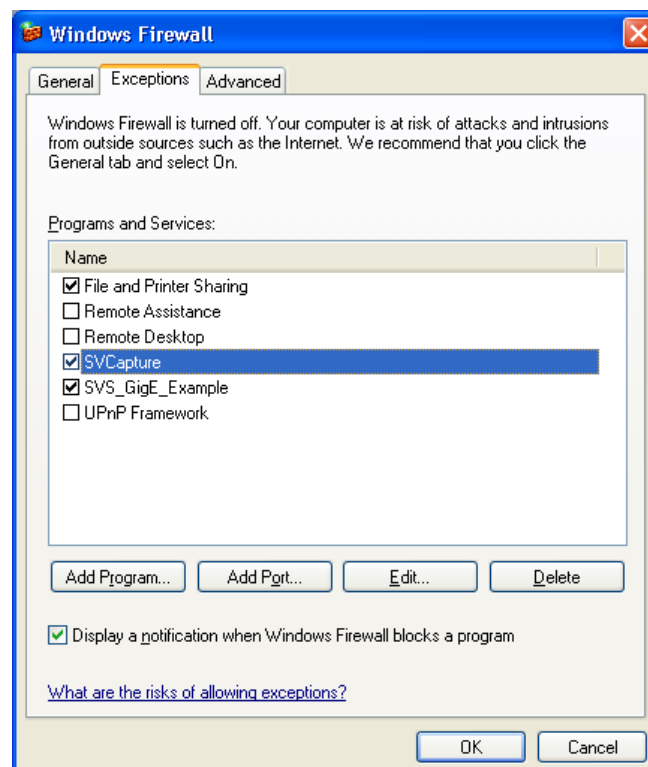 Windows Firewall
General Exceptions Advanced
Windows Firewall is turned off. Your computer is at risk of attacks and intrusions
from outside sources such as the Internet. We recommend that you click the
General tab and select On.
Programs and Services:
Name
File and Printer Sharing
Remote Assistance
Remote Desktop
SVCapture
SVS_GigE_Example
UPnP Framework
Add Program... Add Port... Edit... Delete
Display a notification when Windows Firewall blocks a program
What are the risks of allowing exceptions?
OK Cancel